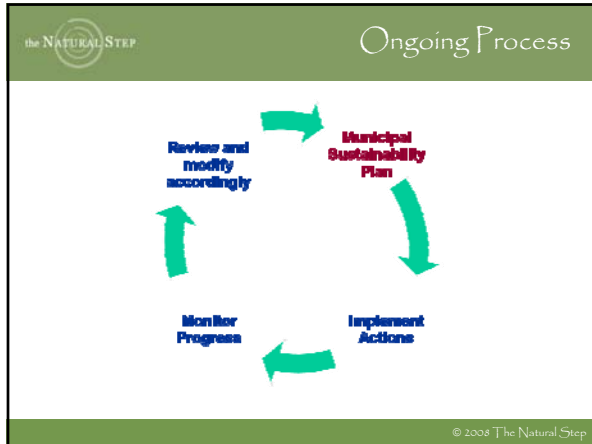 the NATURAL STEP
Ongoing Process
Municipal
Sustainability
Plan
Implement
Actions
Monitor
Progress
Review and
modify
accordingly
© 2008 The Natural Step